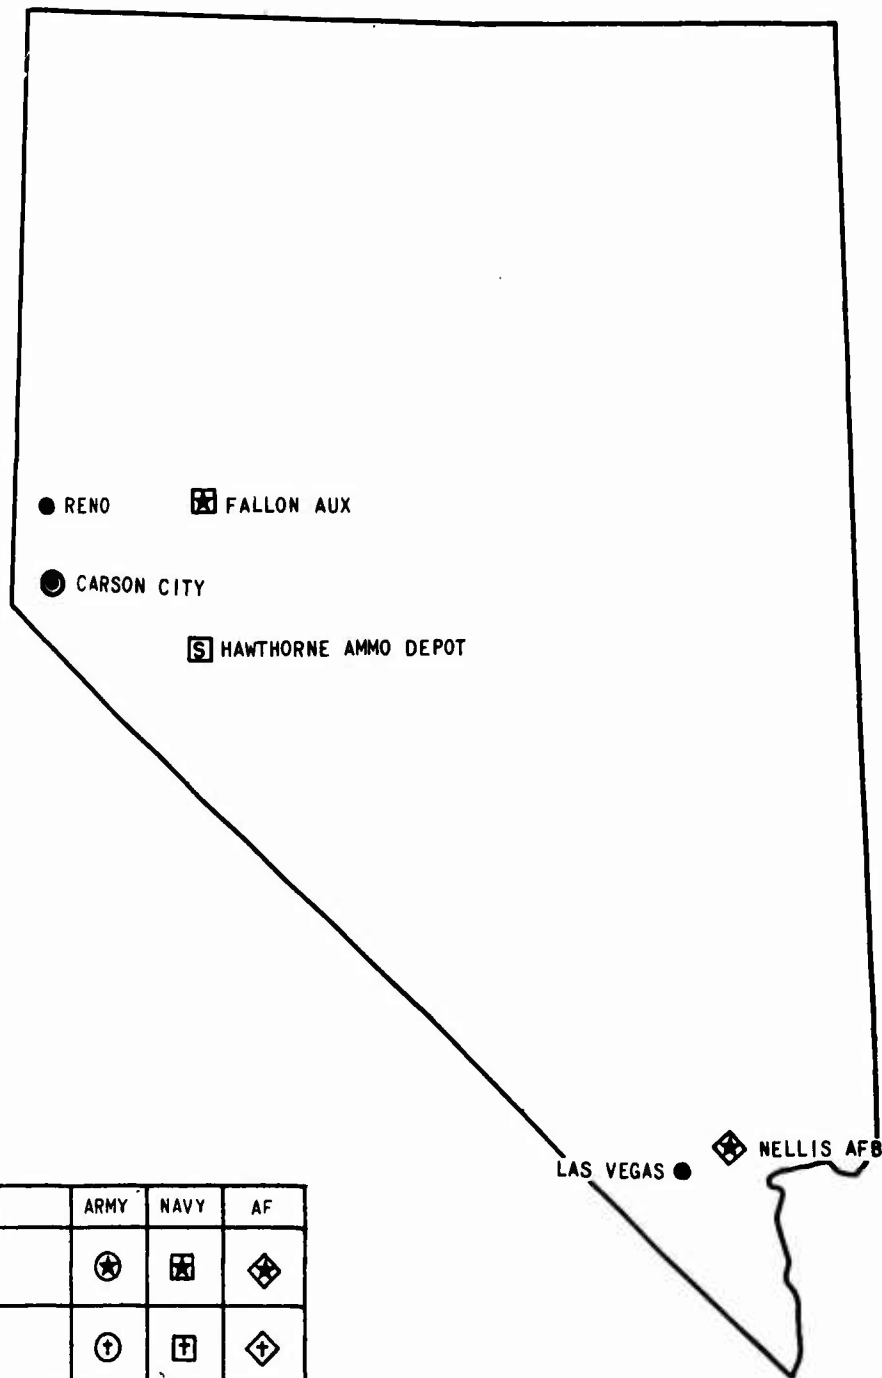 RENO
FALLON AUX
CARSON CITY
S HAWTHORNE AMMO DEPOT
NELLIS AFB
LAS VEGAS
ARMY NAVY AF